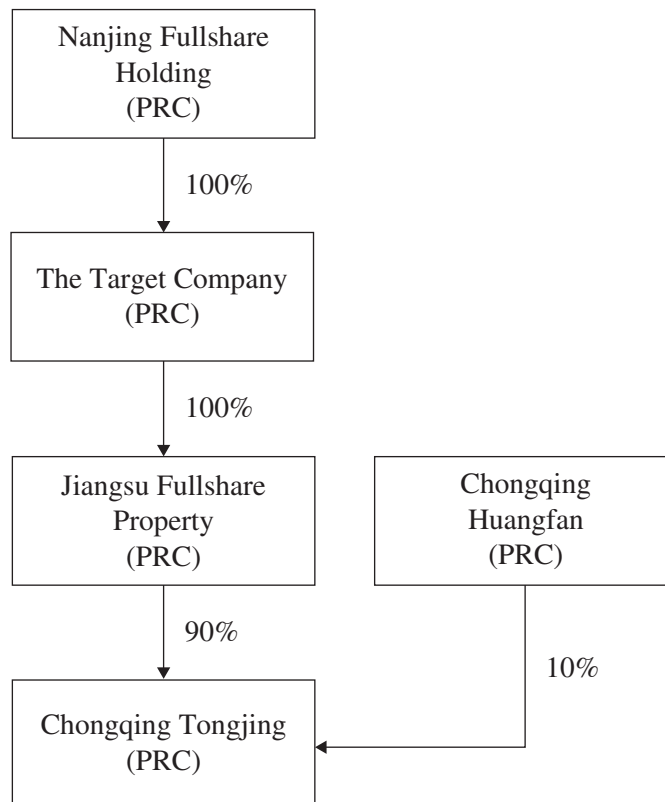 Nanjing Fullshare
Holding
(PRC)
100%
The Target Company
(PRC)
100%
Jiangsu Fullshare
Property
(PRC)
Chongqing
Huangfan
(PRC)
90%
10%
Chongqing Tongjing
(PRC)